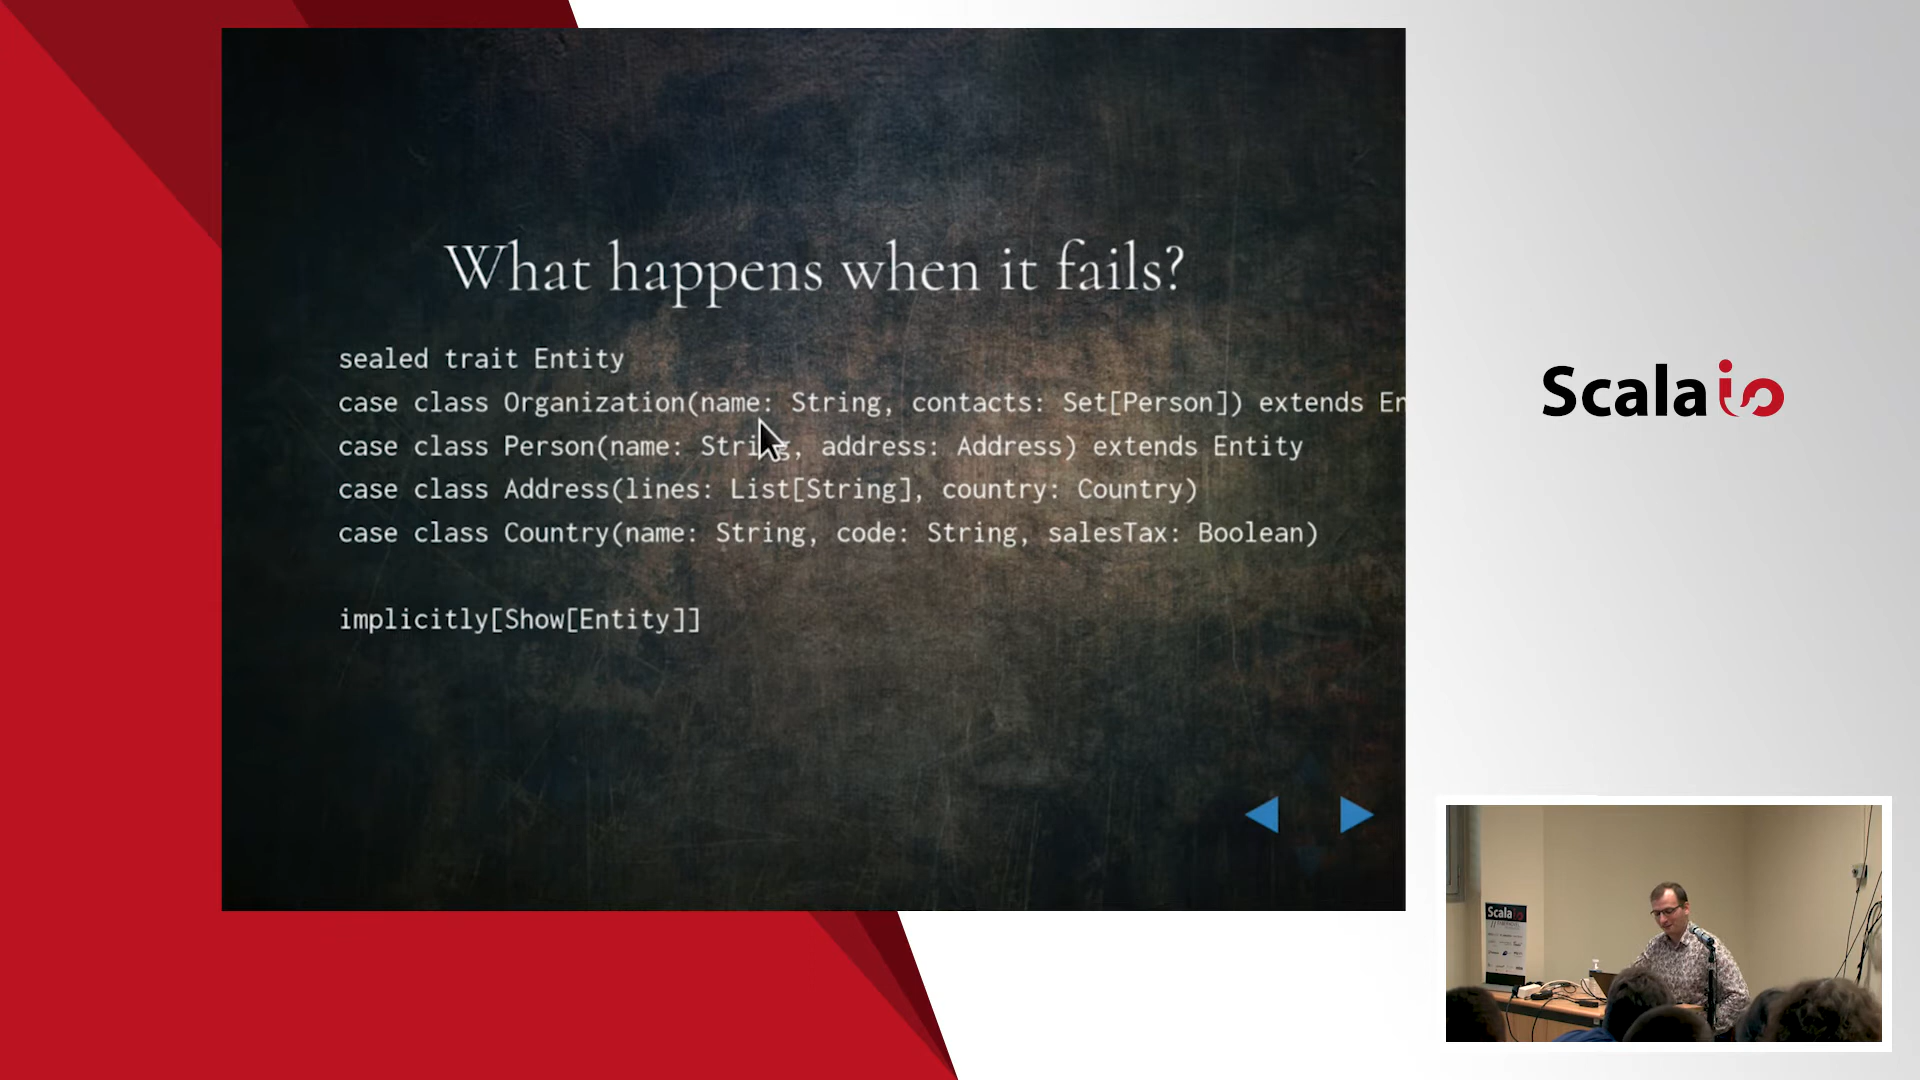 What happens when it fails?
sealed trait Entity
case class Organization(name: String, contacts: Set[Person]) extends En
case class Person(name: String, address: Address) extends Entity
case class Address(lines: List[String], country: Country)
case class Country(name: String, code: String, salesTax: Boolean)
implicitly[Show[Entity]]
Scala io
Scala io